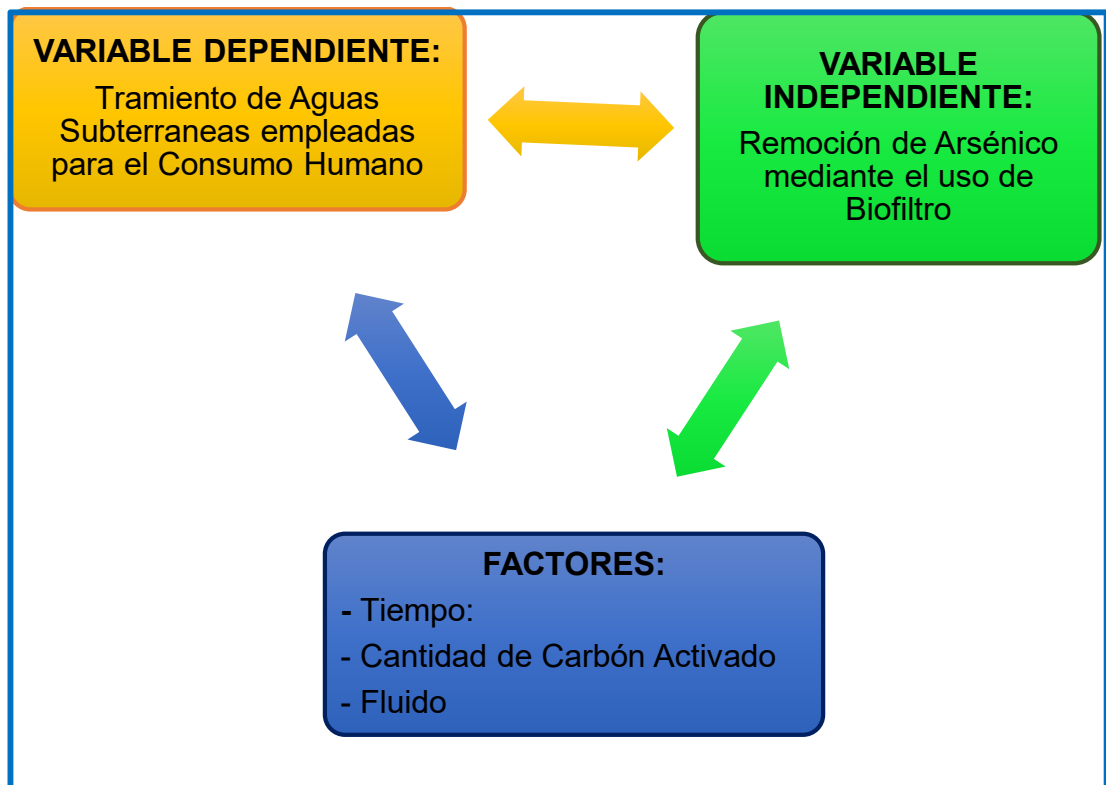 VARIABLE DEPENDIENTE:
Tramiento de Aguas
Subterraneas empleadas
para el Consumo Humano
VARIABLE
INDEPENDIENTE:
Remoción de Arsénico
mediante el uso de
Biofiltro
FACTORES:
- Tiempo:
- Cantidad de Carbón Activado
- Fluido